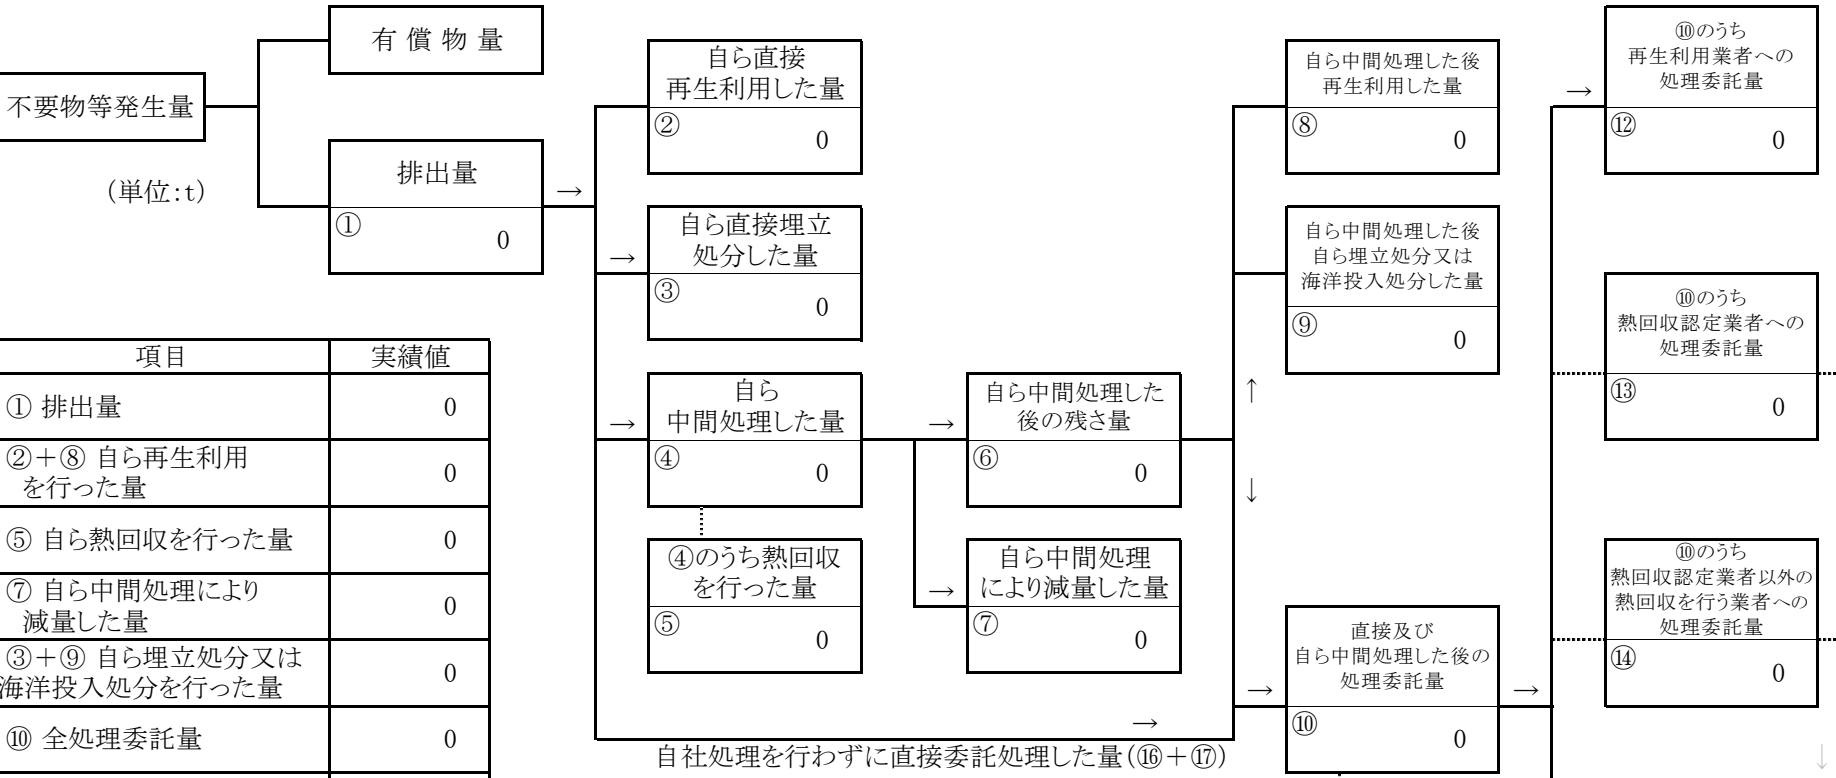 有 償 物 量
不要物等発生量
（単位:t）
排出量
→
①
0
自ら直接
再生利用した量
②
0
→
自ら直接埋立
処分した量
③
0
→
自ら
中間処理した量
④
0
④のうち熱回収
を行った量
⑤
0
→
自ら中間処理した
後の残さ量
⑥
0
→
自ら中間処理
により減量した量
⑦
0
→
自社処理を行わずに直接委託処理した量(⑯＋⑰)
自ら中間処理した後
再生利用した量
⑧
0
自ら中間処理した後
自ら埋立処分又は
海洋投入処分した量
⑨
0
↑
↓
→
直接及び
自ら中間処理した後の
処理委託量
⑩
0
→
→
⑩のうち
再生利用業者への
処理委託量
⑫
0
⑩のうち
熱回収認定業者への
処理委託量
⑬
0
⑩のうち
熱回収認定業者以外の
熱回収を行う業者への
処理委託量
⑭
0
↓
項目 実績値
① 排出量 0
②＋⑧ 自ら再生利用
を行った量
0
⑤ 自ら熱回収を行った量 0
⑦ 自ら中間処理により
減量した量
0
③＋⑨ 自ら埋立処分又は
海洋投入処分を行った量
0
⑩ 全処理委託量 0